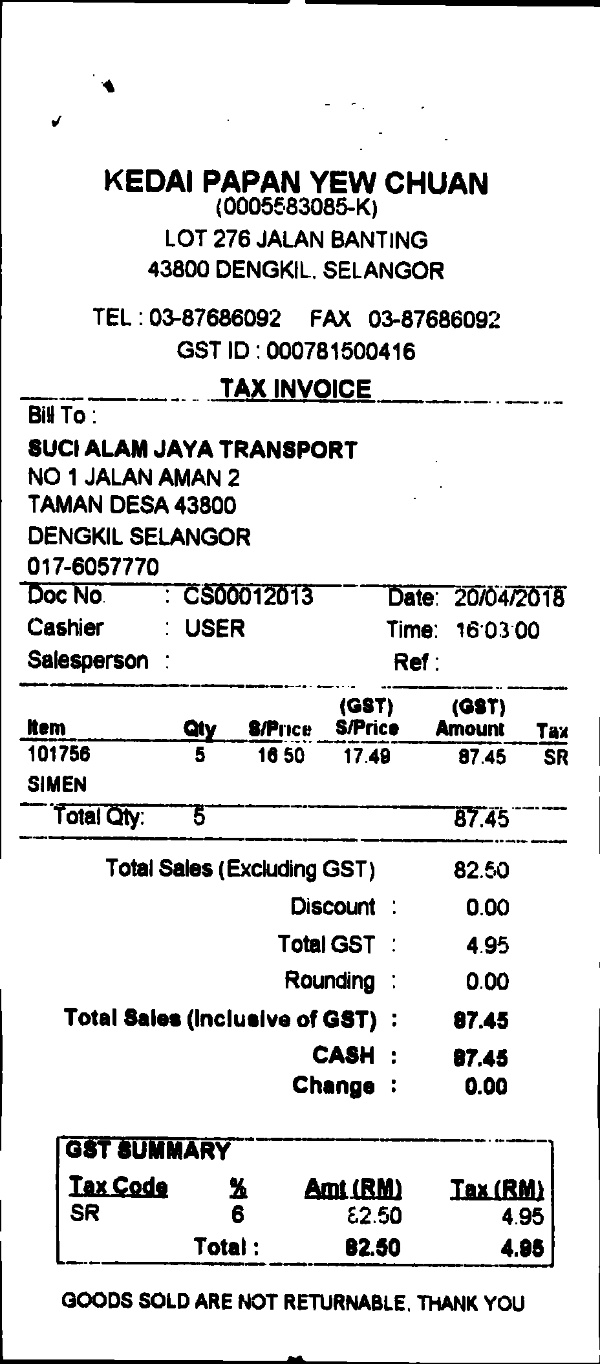 KEDAI PAPAN YEW CHUAN
(0005583085-K)
LOT 276 JALAN BANTING
43800 DENGKIL. SELANGOR
TEL : 03-87686092 FAX 03-87686092
GST ID : 000781500416
TAX INVOICE
Bill To :
SUCI ALAM JAYA TRANSPORT
NO 1 JALAN AMAN 2
TAMAN DESA 43800
DENGKIL SELANGOR
017-6057770
Doc No. : CS00012013 Date: 20/04/2018
Cashier : USER Time: 16:03:00
Salesperson : Ref :
(GST) (GST)
Item Qty S/Price S/Price Amount Tax
101756 5 16.50 17.49 87.45 SR
SIMEN
Total Qty: 5 87.45
Total Sales (Excluding GST) 82.50
Discount : 0.00
Total GST : 4.95
Rounding : 0.00
Total Sales (Inclusive of GST) : 87.45
CASH : 87.45
Change : 0.00
GST SUMMARY
Tax Code % Amt (RM) Tax (RM)
SR 6 82.50 4.95
Total : 82.50 4.95
GOODS SOLD ARE NOT RETURNABLE, THANK YOU